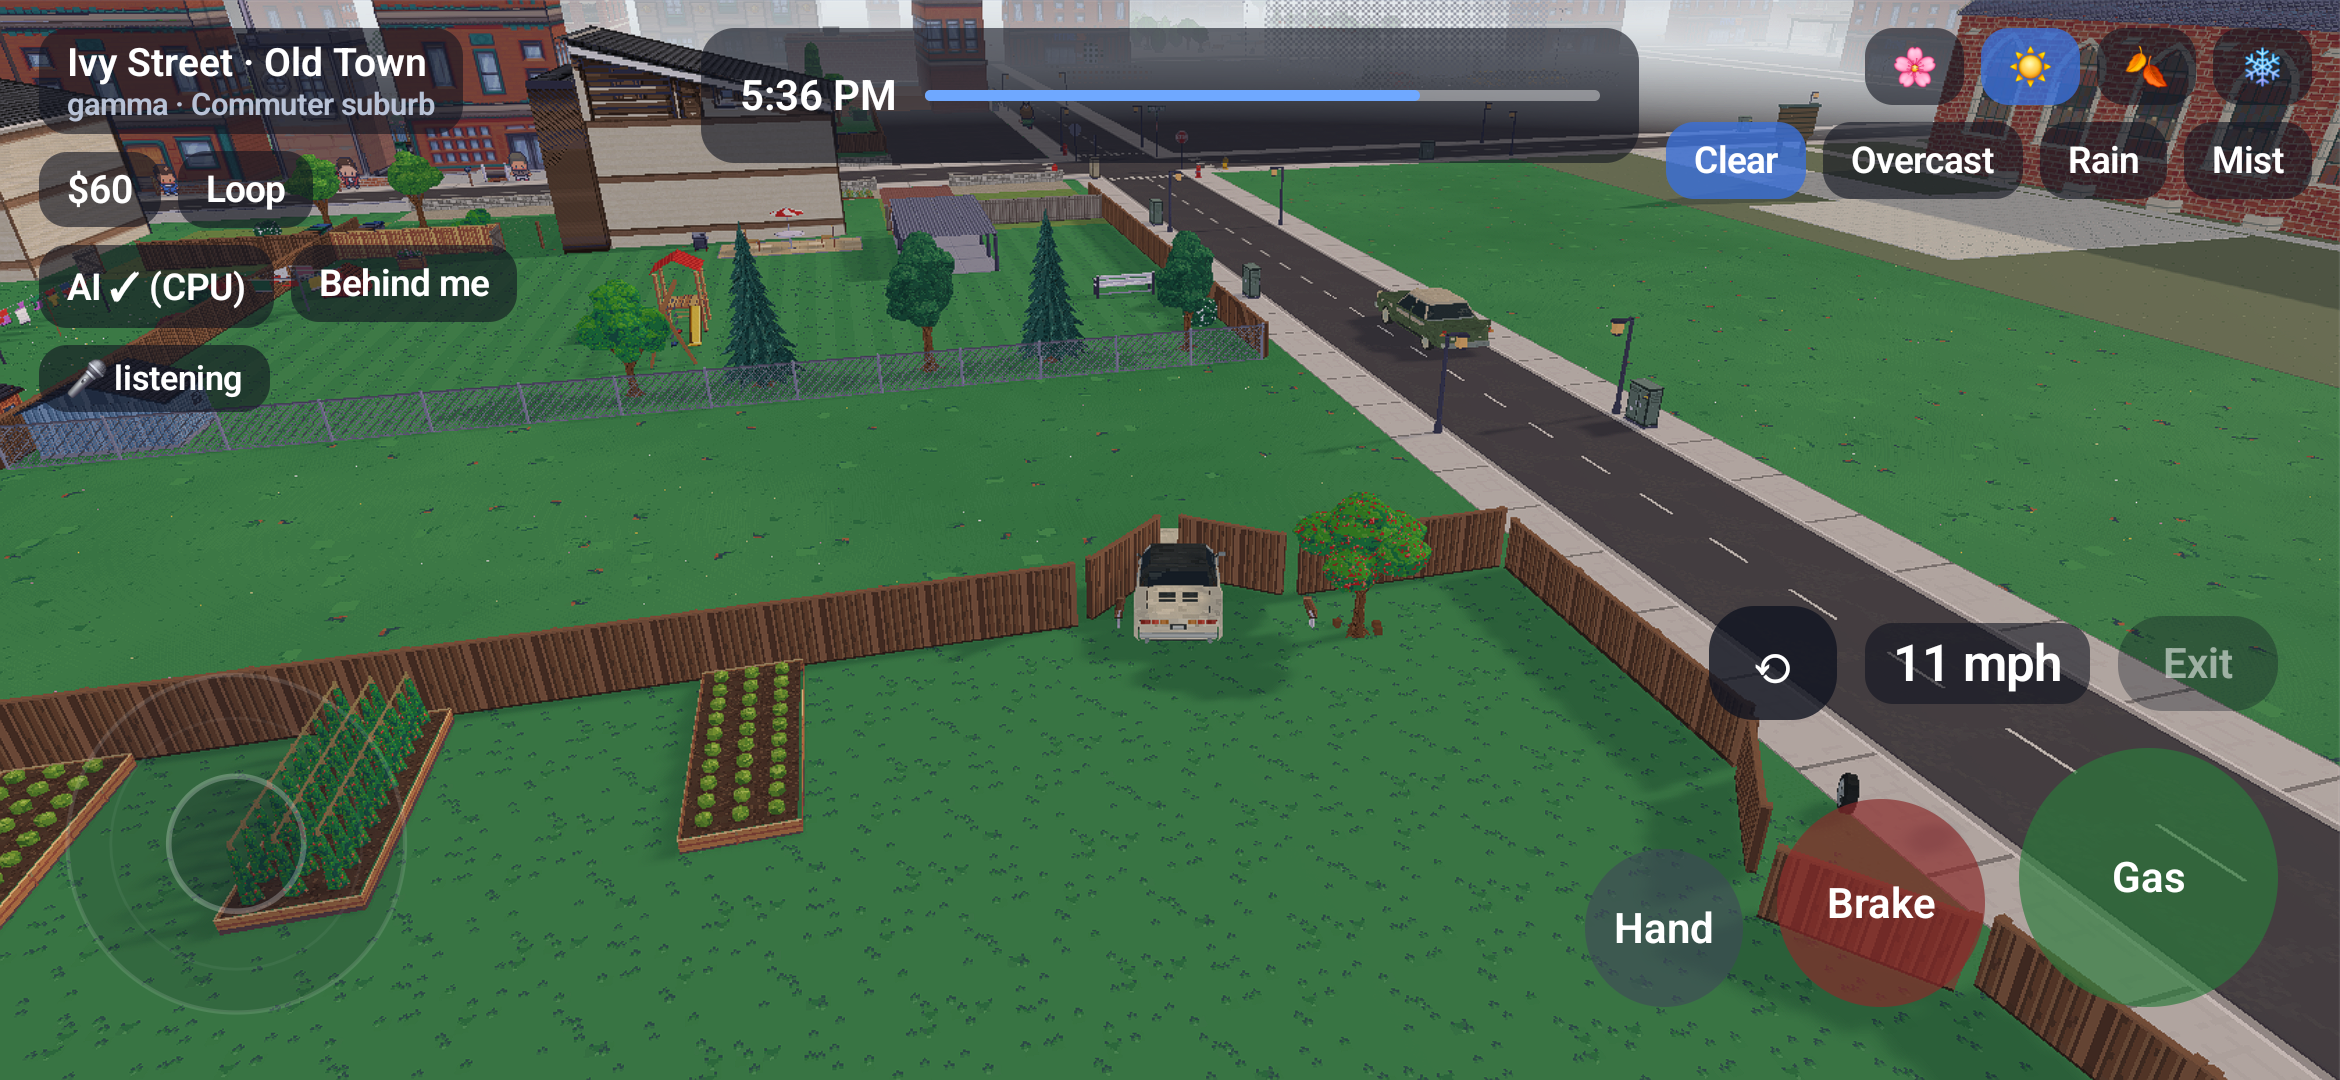 Ivy Street · Old Town
gamma · Commuter suburb
5:36 PM
Clear
Overcast
Rain
Mist
$60
Loop
AI ✓ (CPU)
Behind me
listening
11 mph
Exit
Hand
Brake
Gas